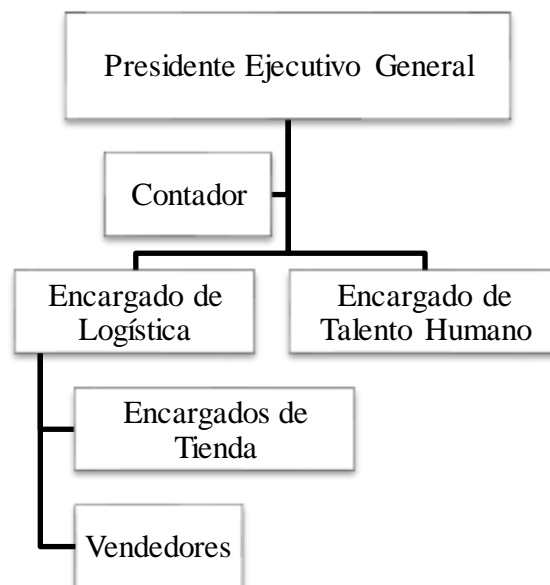 Presidente Ejecutivo General
Contador
Encargado de
Logística
Encargado de
Talento Humano
Encargados de
Tienda
Vendedores